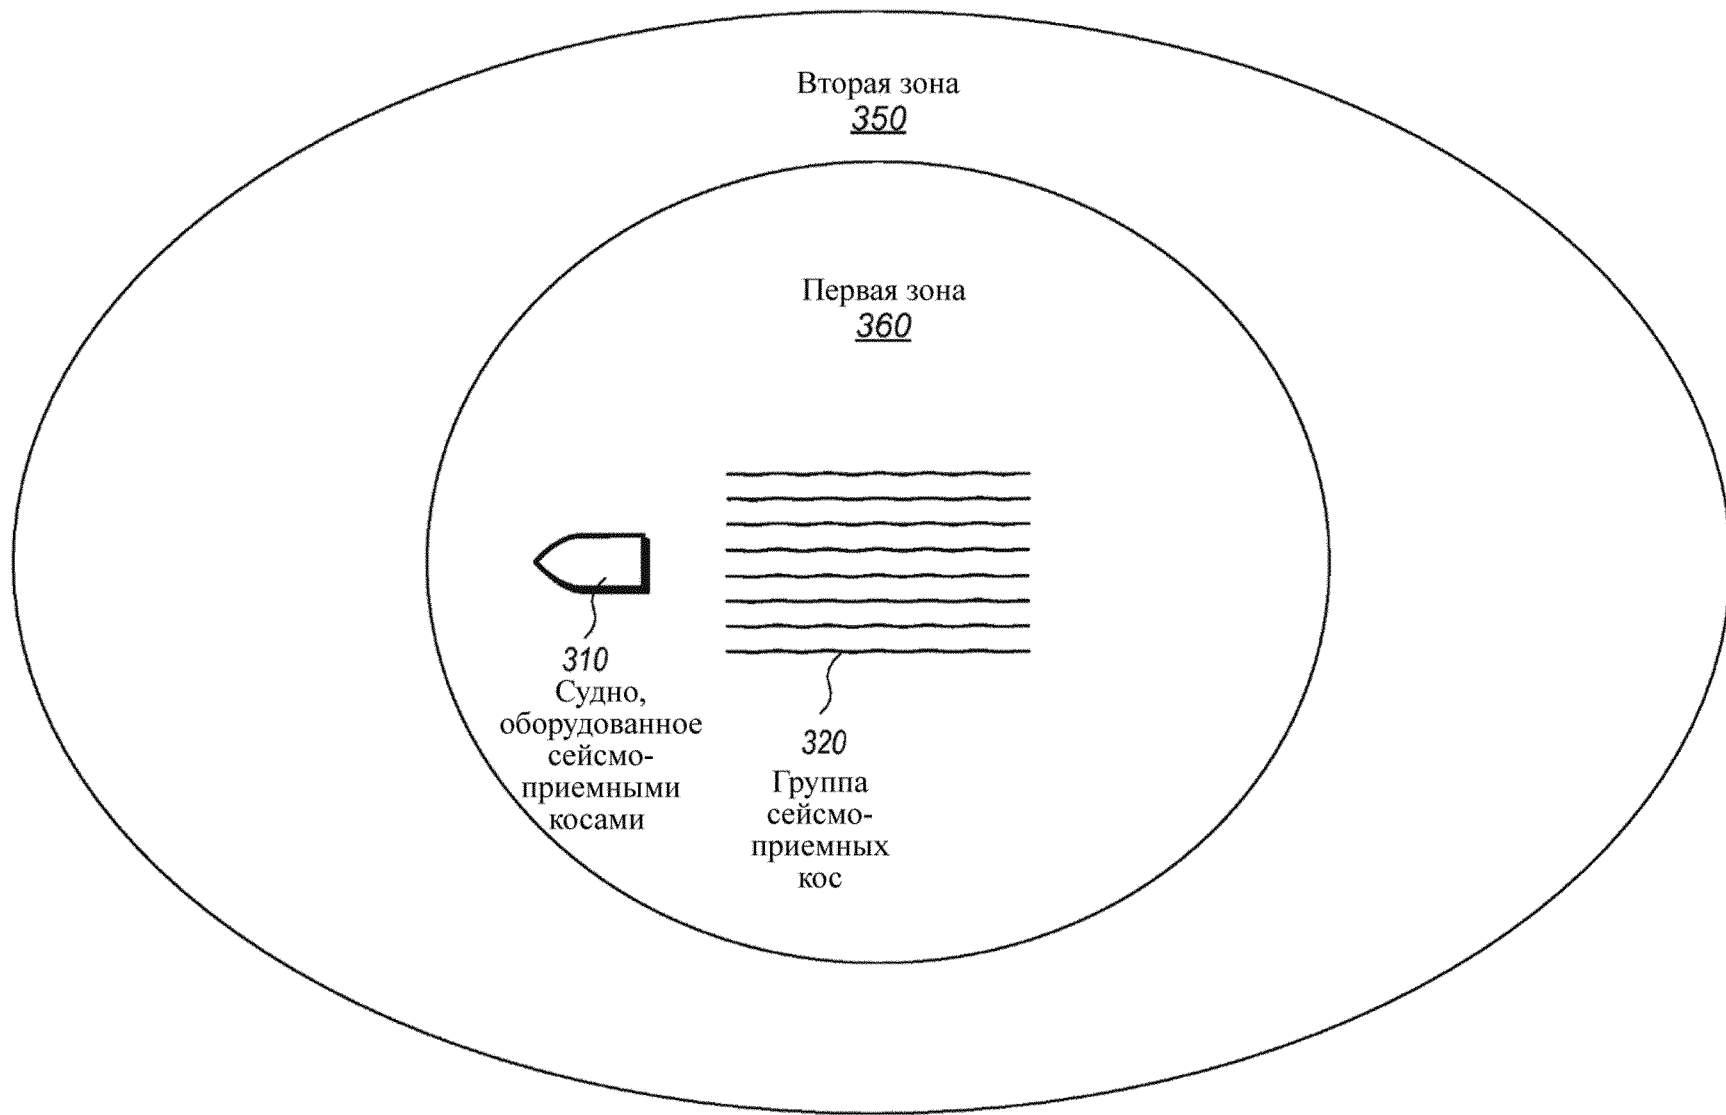 Вторая зона
350
Первая зона
360
310
Судно,
оборудованное
сейсмо-
приемными
косами
320
Группа
сейсмо-
приемных
кос